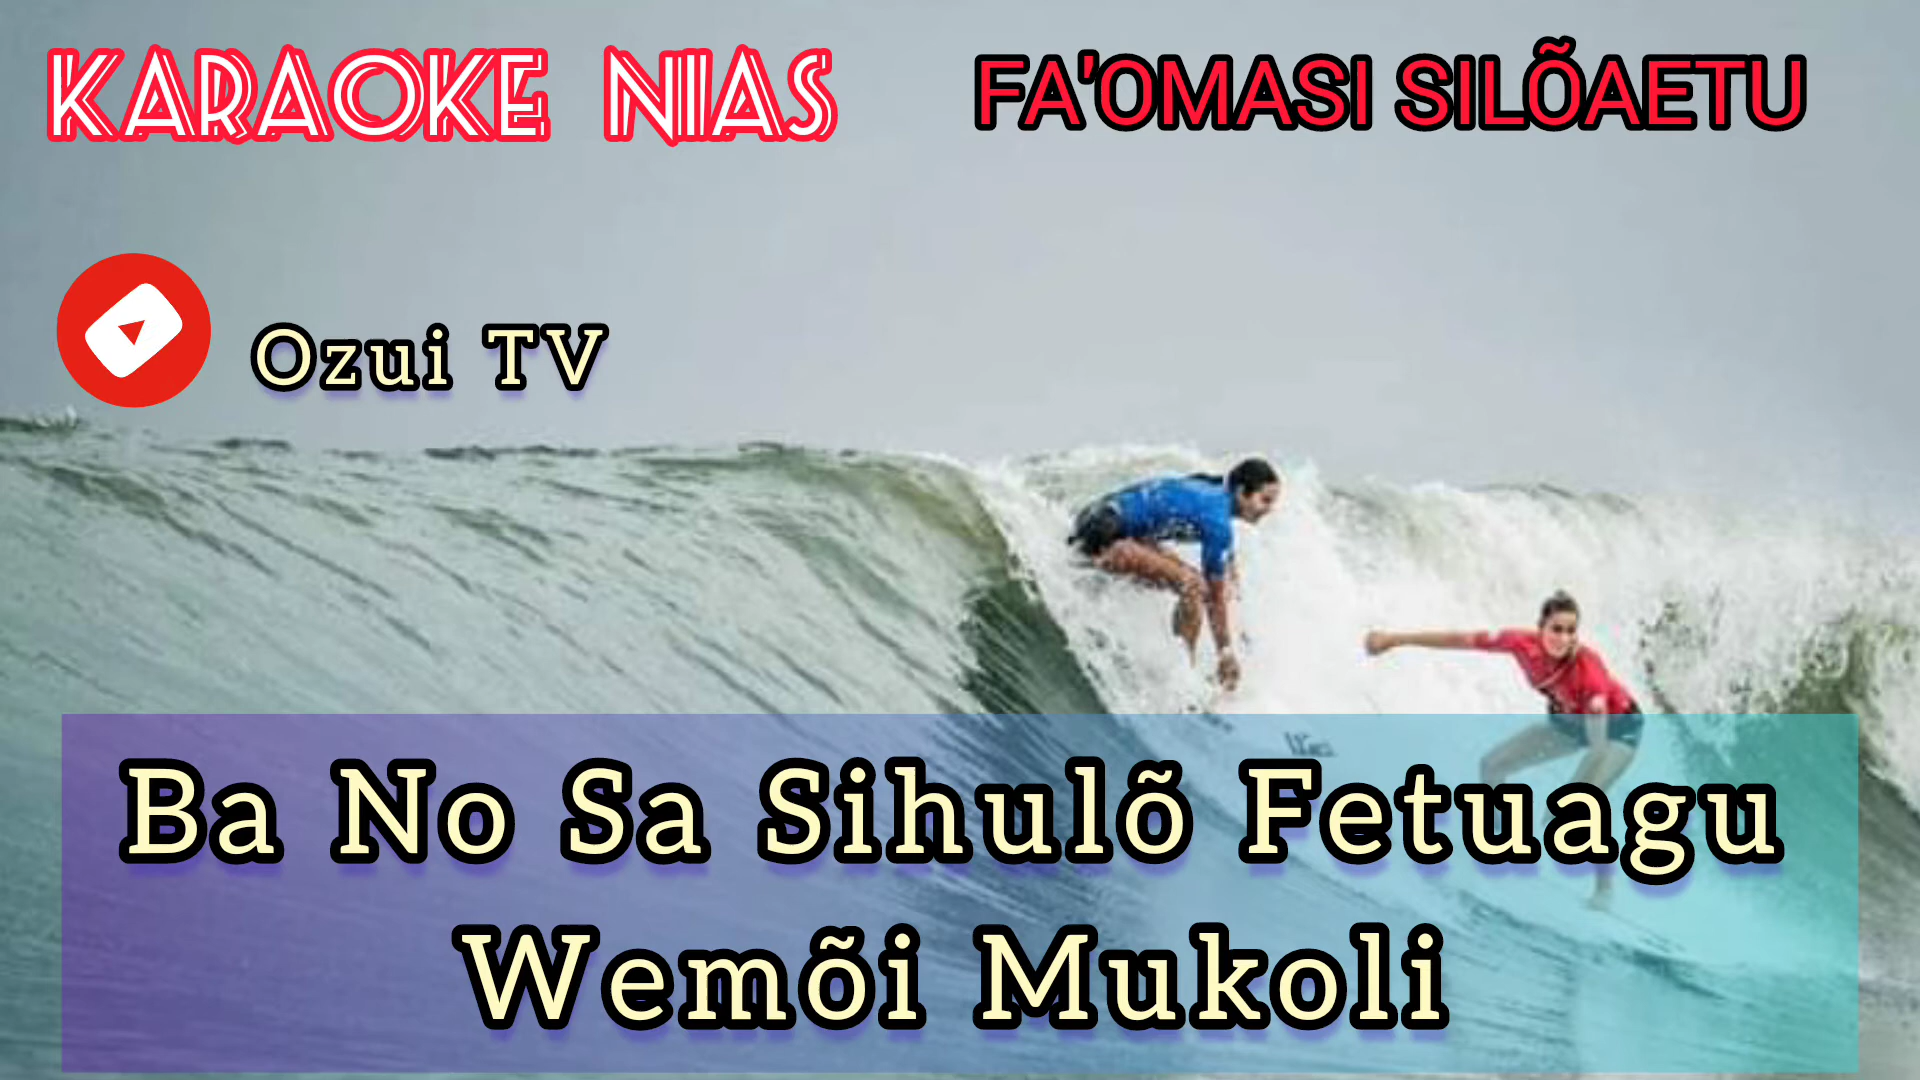 KARAOKE NIAS
FA'OMASI SILÕAETU
Ozui TV
Ba No Sa Sihulõ Fetuagu
Wemõi Mukoli